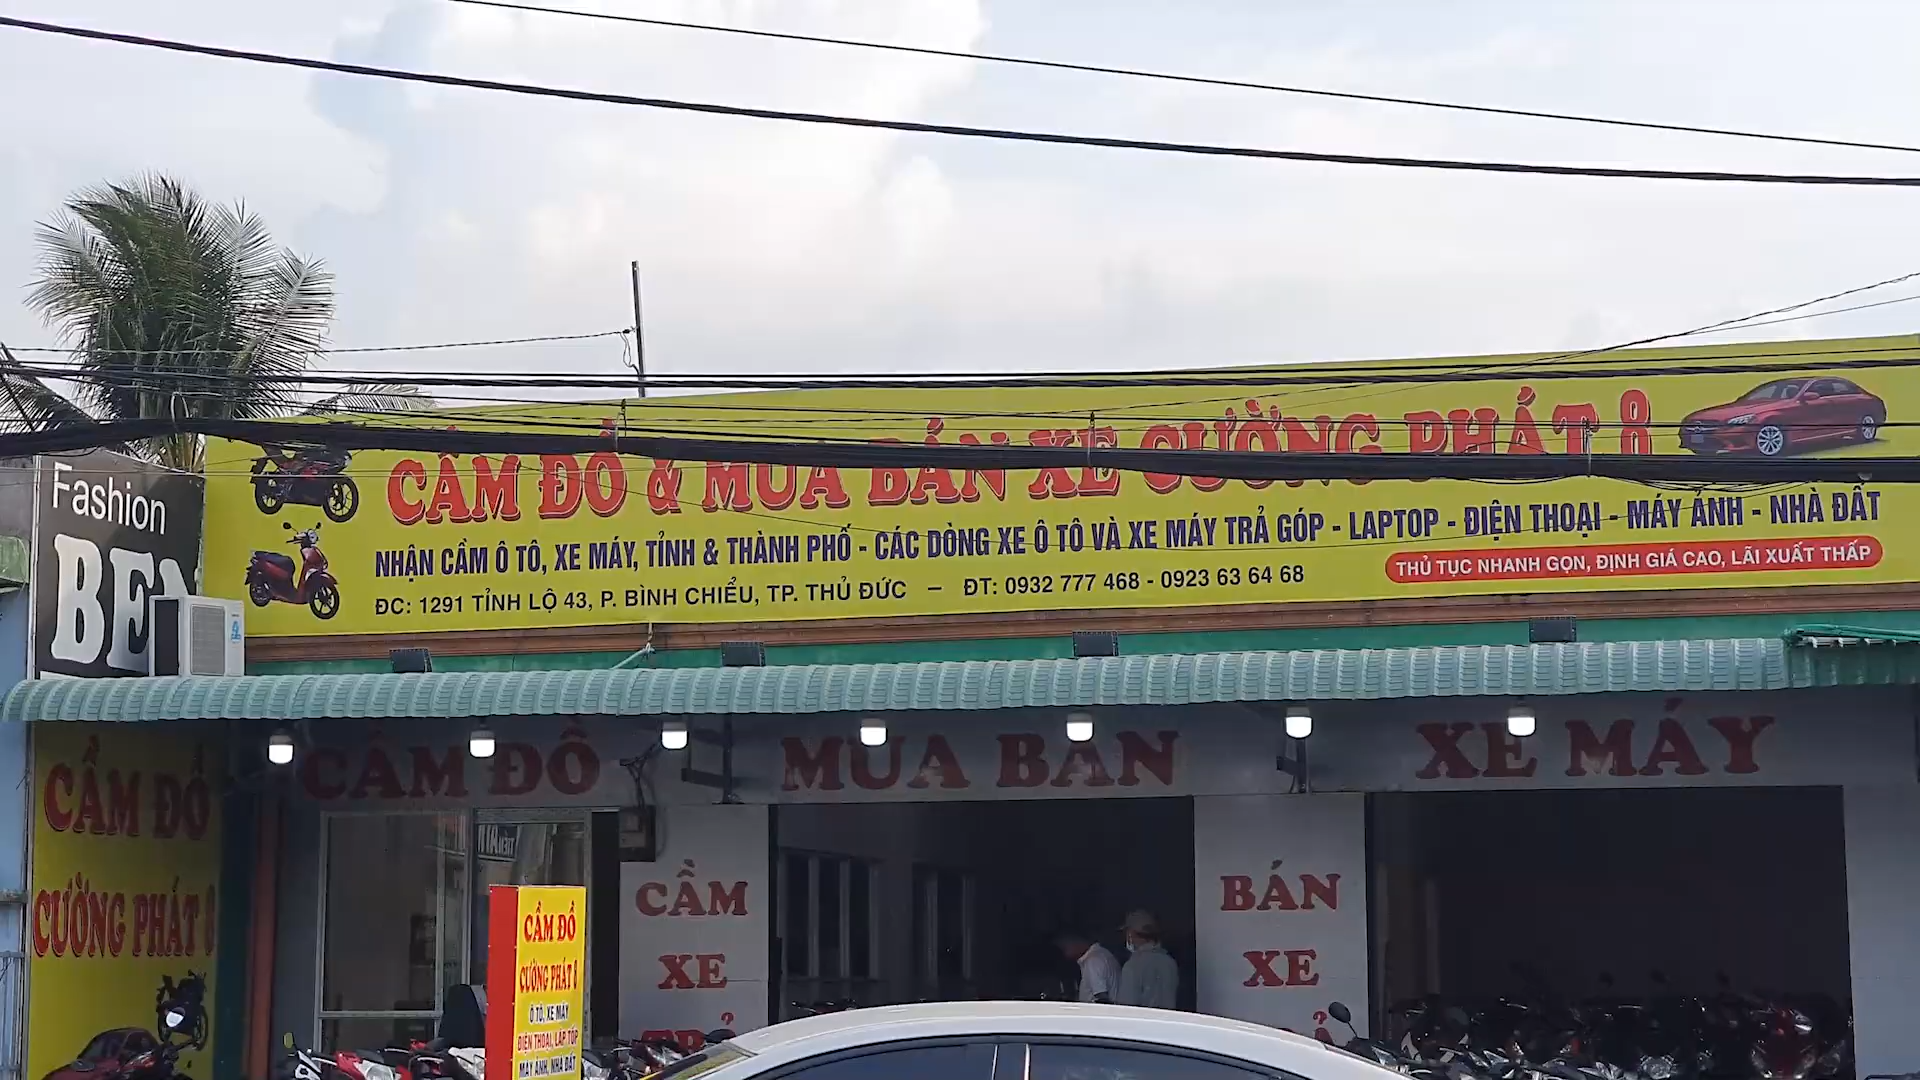 CẦM ĐỒ & MUA BÁN XE CƯỜNG PHÁT 8
NHẬN CẦM Ô TÔ, XE MÁY, TỈNH & THÀNH PHỐ - CÁC DÒNG XE Ô TÔ VÀ XE MÁY TRẢ GÓP - LAPTOP - ĐIỆN THOẠI - MÁY ẢNH - NHÀ ĐẤT
ĐC: 1291 TỈNH LỘ 43, P. BÌNH CHIỂU, TP. THỦ ĐỨC – ĐT: 0932 777 468 - 0923 63 64 68
THỦ TỤC NHANH GỌN, ĐỊNH GIÁ CAO, LÃI XUẤT THẤP
Fashion
CẦM ĐỒ MUA BÁN XE MÁY
CẦM ĐỒ
CƯỜNG PHÁT 8
CẦM
XE
TRẢ
BÁN
XE
CẦM ĐỒ
CƯỜNG PHÁT 8
Ô TÔ, XE MÁY
ĐIỆN THOẠI, LAP TOP
MÁY ẢNH, NHÀ ĐẤT